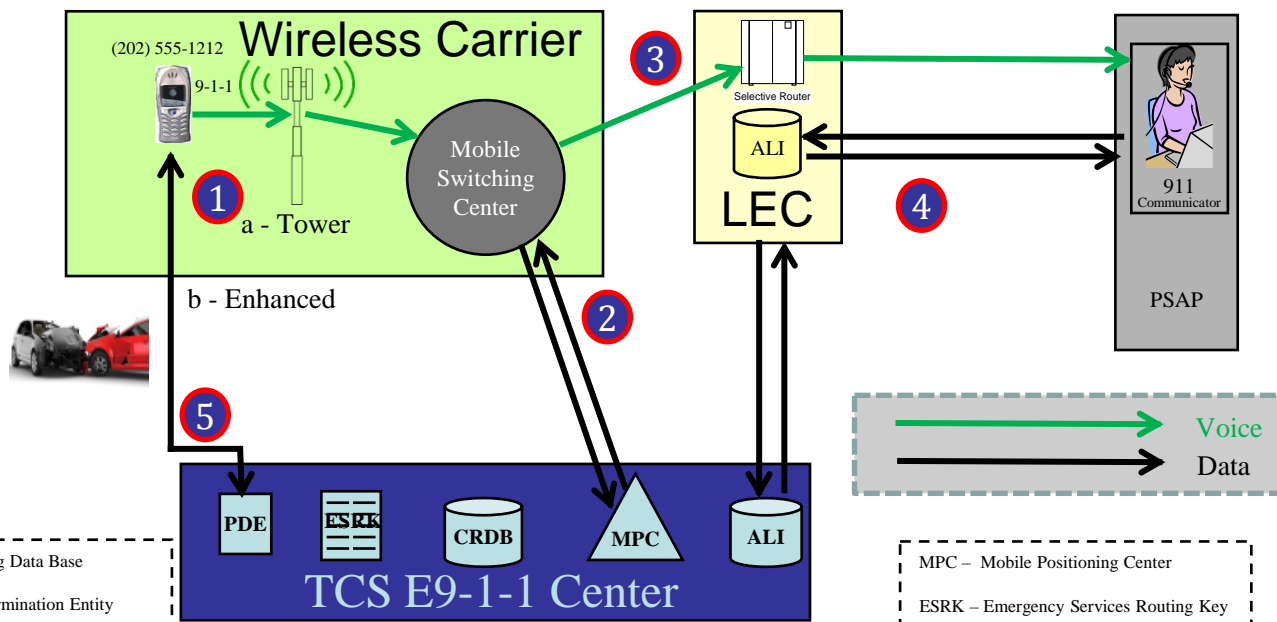 Wireless Carrier
(202) 555-1212
9-1-1
1
a - Tower
Mobile
Switching
Center
b - Enhanced
2
3
Selective Router
ALI
LEC
4
911
Communicator
PSAP
5
Voice
Data
PDE
ESRK
CRDB
MPC
ALI
TCS E9-1-1 Center
Data Base
Entity
MPC – Mobile Positioning Center
ESRK – Emergency Services Routing Key